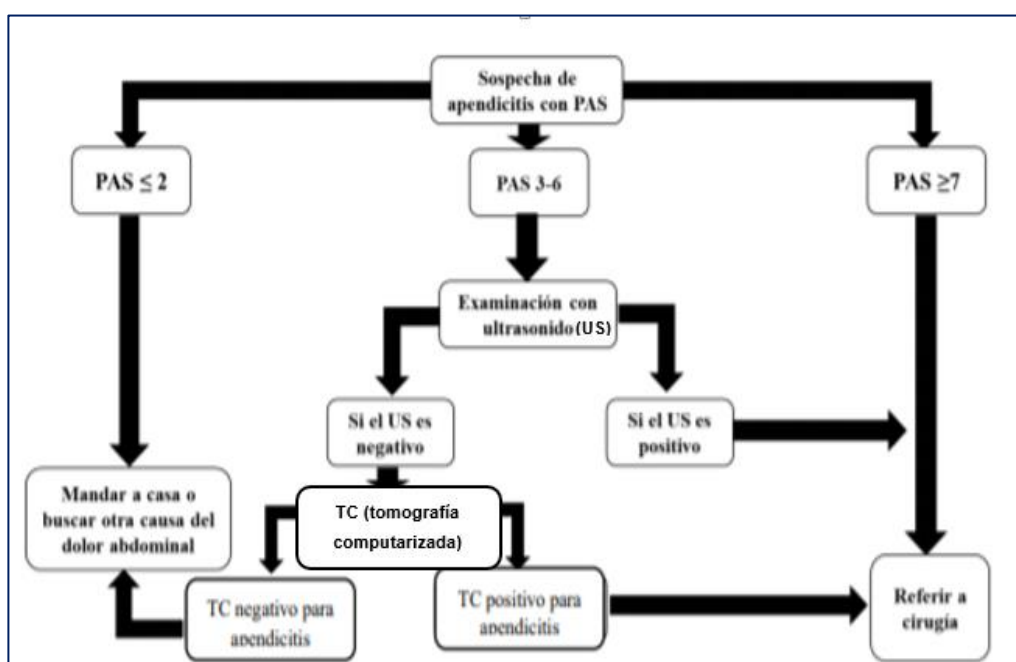 Sospecha de
apendicitis con PAS
PAS ≤ 2
PAS 3-6
PAS ≥7
Examinación con
ultrasonido(US)
Si el US es
negativo
Si el US es
positivo
Mandar a casa o
buscar otra causa del
dolor abdominal
TC (tomografía
computarizada)
TC negativo para
apendicitis
TC positivo para
apendicitis
Referir a
cirugía